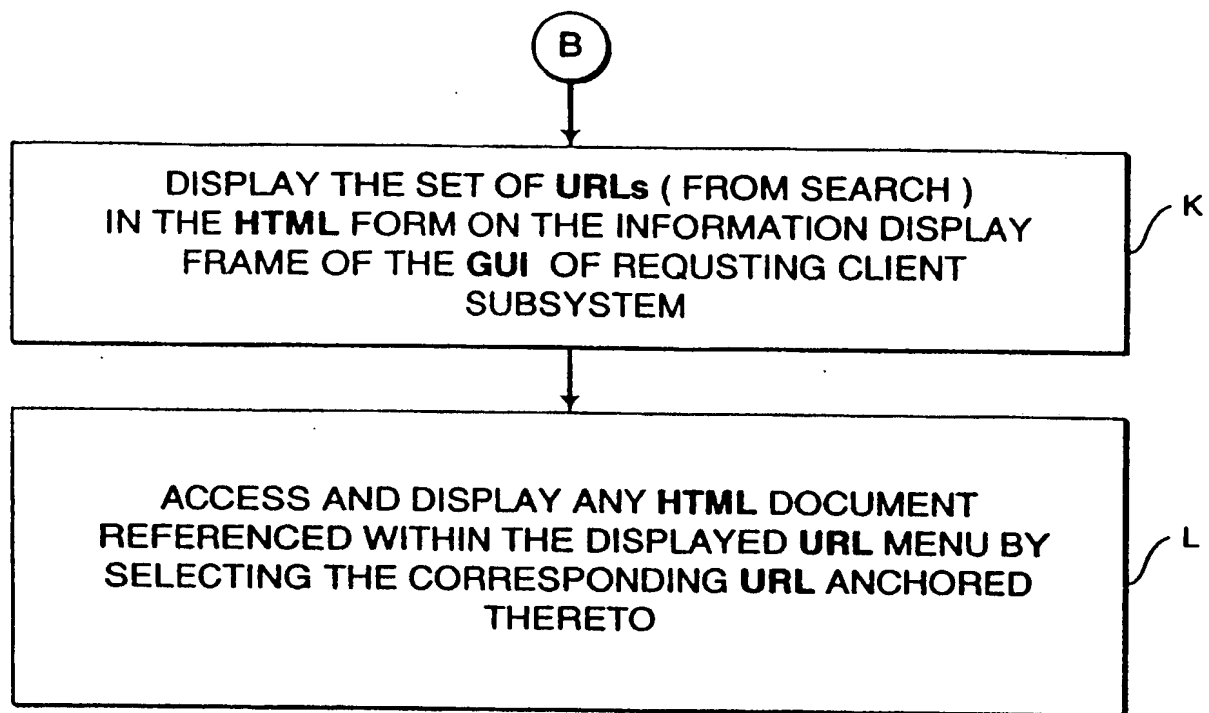 B
DISPLAY THE SET OF URLs ( FROM SEARCH )
IN THE HTML FORM ON THE INFORMATION DISPLAY
FRAME OF THE GUI OF REQUSTING CLIENT
SUBSYSTEM
K
ACCESS AND DISPLAY ANY HTML DOCUMENT
REFERENCED WITHIN THE DISPLAYED URL MENU BY
SELECTING THE CORRESPONDING URL ANCHORED
THERETO
L